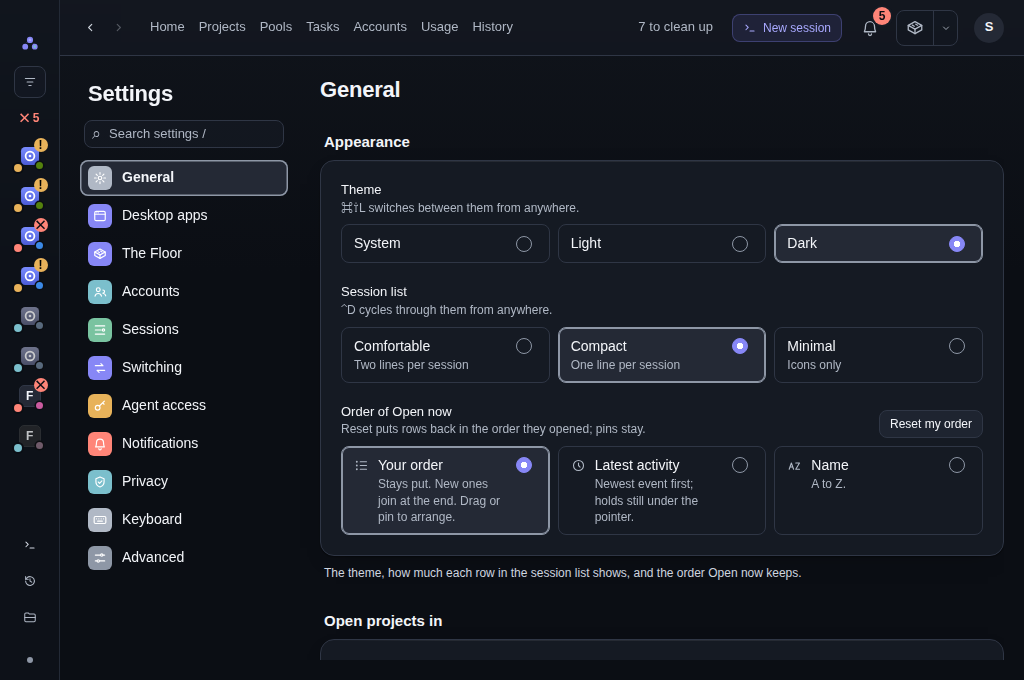 Home Projects Pools Tasks Accounts Usage History
7 to clean up
New session
5
S
5
!
!
!
F
F
Settings
Search settings /
General
Desktop apps
The Floor
Accounts
Sessions
Switching
Agent access
Notifications
Privacy
Keyboard
Advanced
General
Appearance
Theme
⌘⇧L switches between them from anywhere.
System
Light
Dark
Session list
^D cycles through them from anywhere.
Comfortable
Two lines per session
Compact
One line per session
Minimal
Icons only
Order of Open now
Reset puts rows back in the order they opened; pins stay.
Reset my order
Your order
Stays put. New ones
join at the end. Drag or
pin to arrange.
Latest activity
Newest event first;
holds still under the
pointer.
AZ Name
A to Z.
The theme, how much each row in the session list shows, and the order Open now keeps.
Open projects in